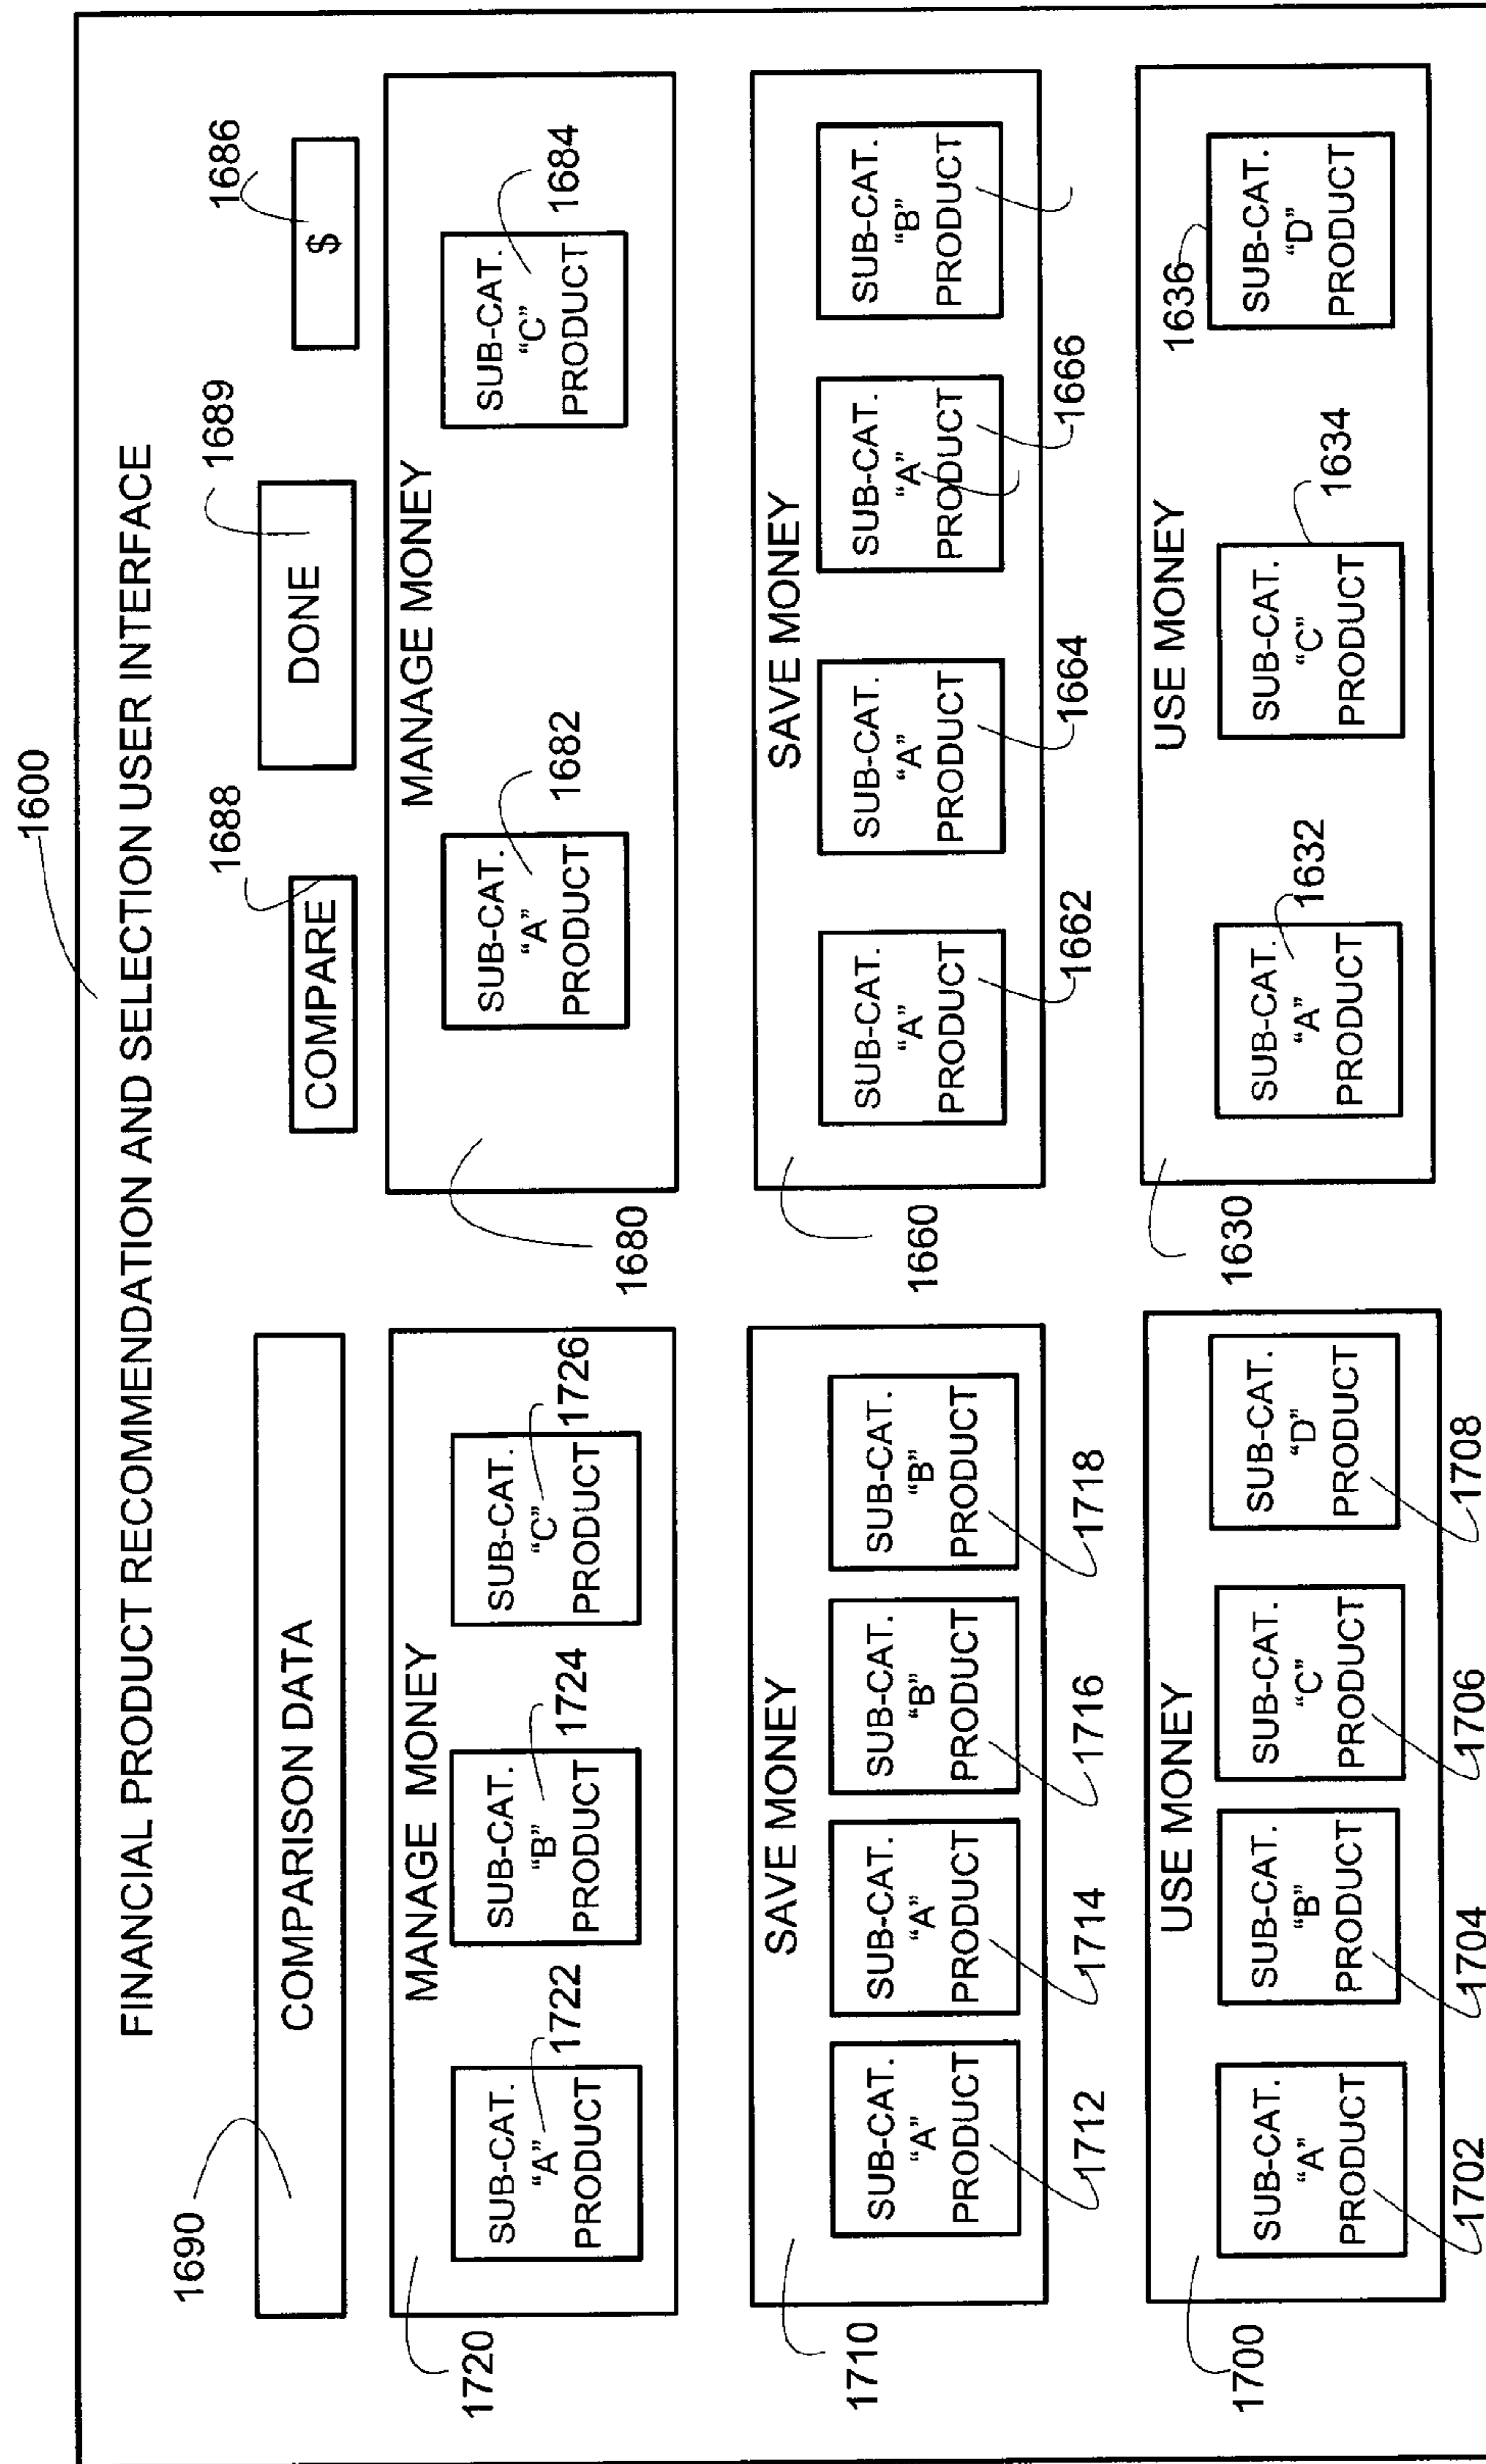 1600
FINANCIAL PRODUCT RECOMMENDATION AND SELECTION USER INTERFACE
1690
COMPARISON DATA
1688
COMPARE
1689
DONE
1686
$
1720
MANAGE MONEY
SUB-CAT.
“A”
PRODUCT
1722
SUB-CAT.
“B”
PRODUCT
1724
SUB-CAT.
“C”
PRODUCT
1726
1680
MANAGE MONEY
SUB-CAT.
“A”
PRODUCT
1682
SUB-CAT.
“C”
PRODUCT
1684
1710
SAVE MONEY
SUB-CAT.
“A”
PRODUCT
1712
SUB-CAT.
“A”
PRODUCT
1714
SUB-CAT.
“B”
PRODUCT
1716
SUB-CAT.
“B”
PRODUCT
1718
1660
SAVE MONEY
SUB-CAT.
“A”
PRODUCT
1662
SUB-CAT.
“A”
PRODUCT
1664
SUB-CAT.
“A”
PRODUCT
1666
SUB-CAT.
“B”
PRODUCT
1700
USE MONEY
SUB-CAT.
“A”
PRODUCT
1702
SUB-CAT.
“B”
PRODUCT
1704
SUB-CAT.
“C”
PRODUCT
1706
SUB-CAT.
“D”
PRODUCT
1708
1630
USE MONEY
SUB-CAT.
“A”
PRODUCT
1632
SUB-CAT.
“C”
PRODUCT
1634
SUB-CAT.
“D”
PRODUCT
1636